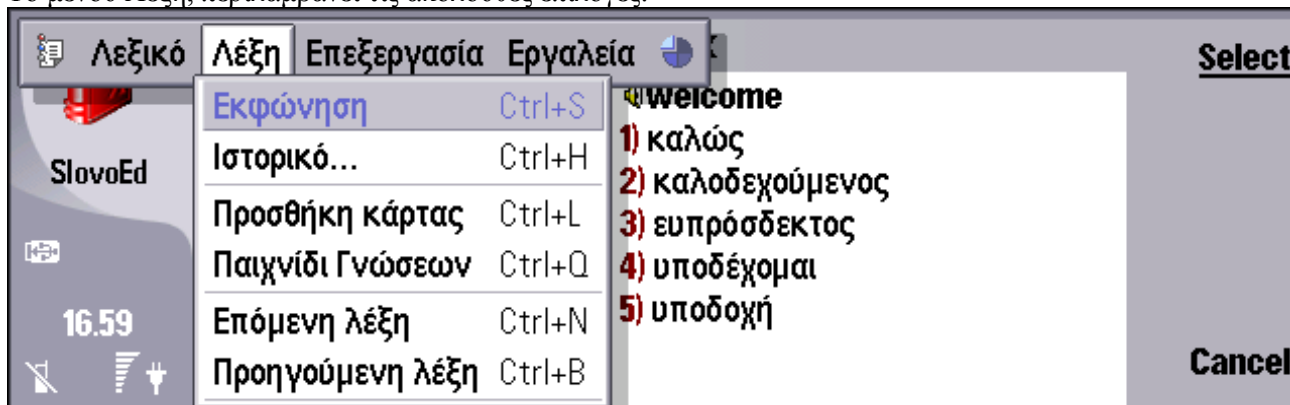 Λεξικό Λέξη Επεξεργασία Εργαλεία
Select
Εκφώνηση Ctrl+S
Welcome
Ιστορικό... Ctrl+H
1) καλώς
SlovoEd
2) καλοδεχούμενος
Προσθήκη κάρτας Ctrl+L
3) ευπρόσδεκτος
Παιχνίδι Γνώσεων Ctrl+Q
4) υποδέχομαι
16.59
Επόμενη λέξη Ctrl+N
5) υποδοχή
Προηγούμενη λέξη Ctrl+B
Cancel